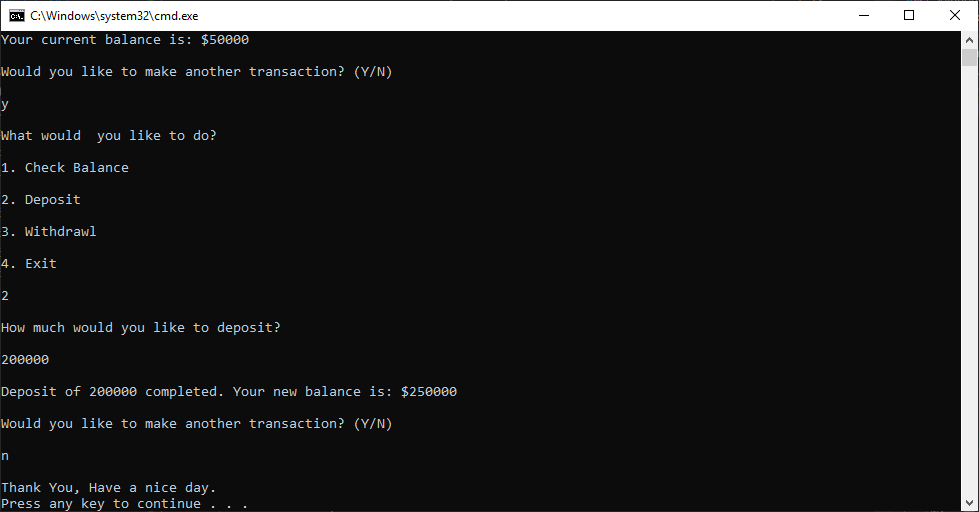 C:\Windows\system32\cmd.exe
Your current balance is: $50000
Would you like to make another transaction? (Y/N)
y
What would  you like to do?
1. Check Balance
2. Deposit
3. Withdrawl
4. Exit
2
How much would you like to deposit?
200000
Deposit of 200000 completed. Your new balance is: $250000
Would you like to make another transaction? (Y/N)
n
Thank You, Have a nice day.
Press any key to continue . . .